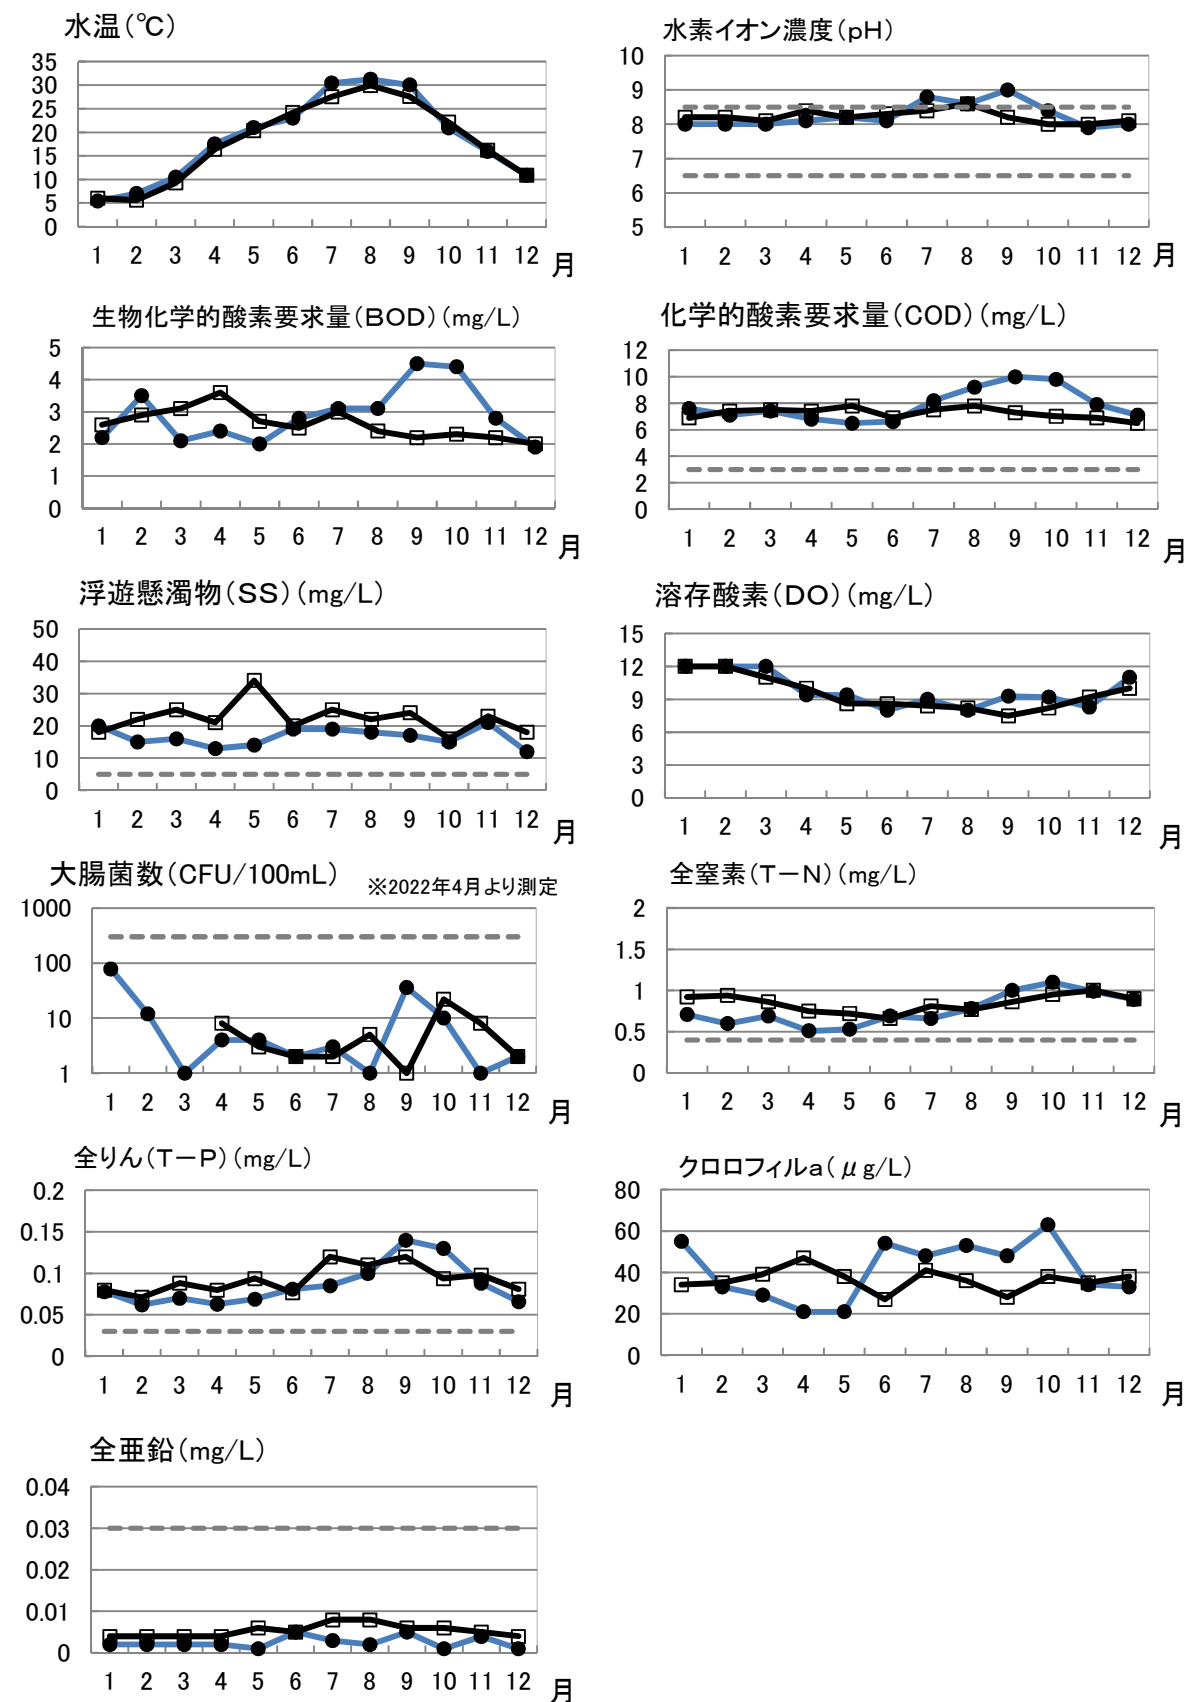 水温(℃)
35
30
25
20
15
10
5
0
1 2 3 4 5 6 7 8 9 10 11 12 月
水素イオン濃度(pH)
10
9
8
7
6
5
1 2 3 4 5 6 7 8 9 10 11 12 月
生物化学的酸素要求量(BOD)(mg/L)
5
4
3
2
1
0
1 2 3 4 5 6 7 8 9 10 11 12 月
化学的酸素要求量(COD)(mg/L)
12
10
8
6
4
2
0
1 2 3 4 5 6 7 8 9 10 11 12 月
浮遊懸濁物(SS)(mg/L)
50
40
30
20
10
0
1 2 3 4 5 6 7 8 9 10 11 12 月
溶存酸素(DO)(mg/L)
15
12
9
6
3
0
1 2 3 4 5 6 7 8 9 10 11 12 月
大腸菌数(CFU/100mL) ※2022年4月より測定
1000
100
10
1
1 2 3 4 5 6 7 8 9 10 11 12 月
全窒素(T-N)(mg/L)
2
1.5
1
0.5
0
1 2 3 4 5 6 7 8 9 10 11 12 月
全りん(T-P)(mg/L)
0.2
0.15
0.1
0.05
0
1 2 3 4 5 6 7 8 9 10 11 12 月
クロロフィルa(μg/L)
80
60
40
20
0
1 2 3 4 5 6 7 8 9 10 11 12 月
全亜鉛(mg/L)
0.04
0.03
0.02
0.01
0
1 2 3 4 5 6 7 8 9 10 11 12 月